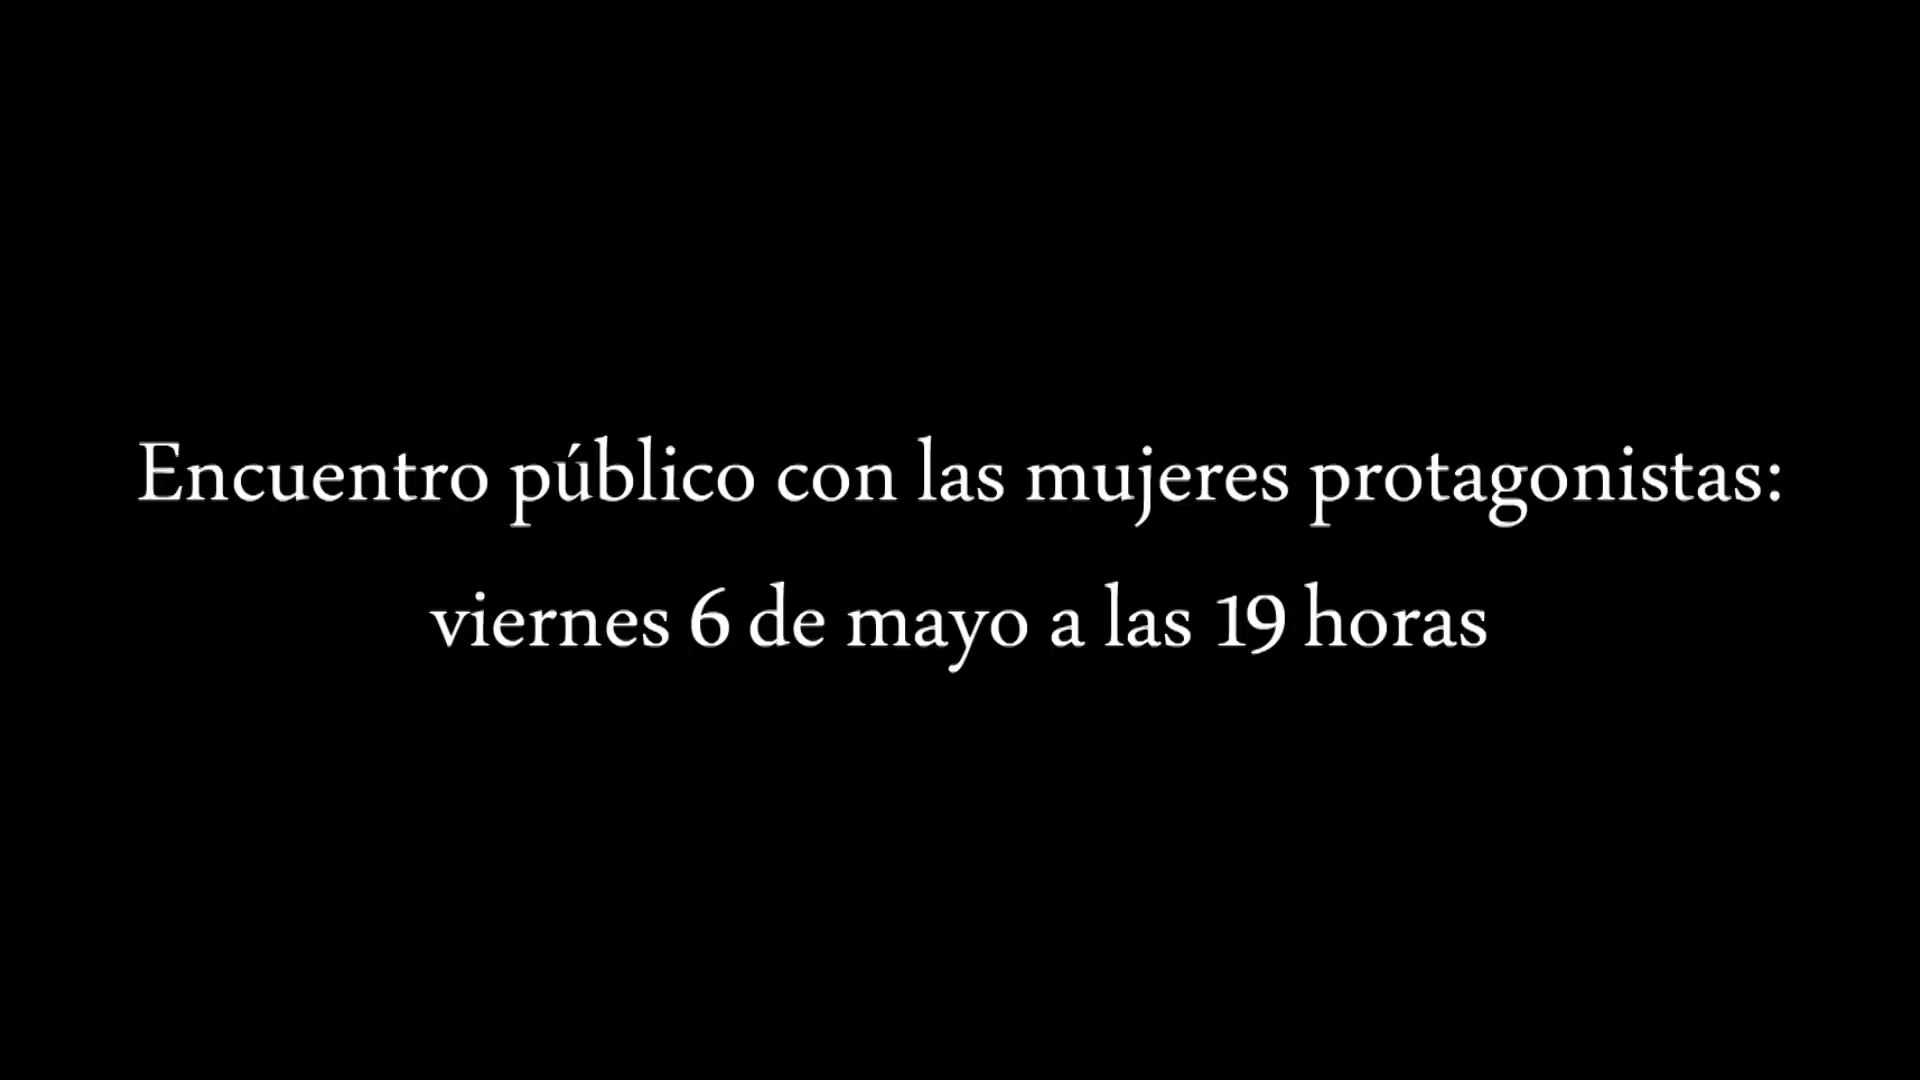 Encuentro público con las mujeres protagonistas:
viernes 6 de mayo a las 19 horas